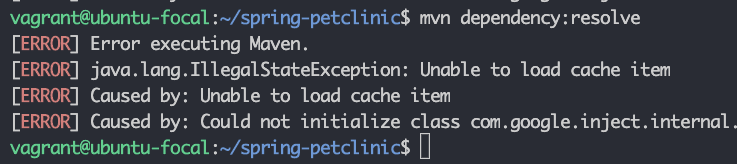 vagrant@ubuntu-focal:~/spring-petclinic$ mvn dependency:resolve
[ERROR] Error executing Maven.
[ERROR] java.lang.IllegalStateException: Unable to load cache item
[ERROR] Caused by: Unable to load cache item
[ERROR] Caused by: Could not initialize class com.google.inject.internal.
vagrant@ubuntu-focal:~/spring-petclinic$